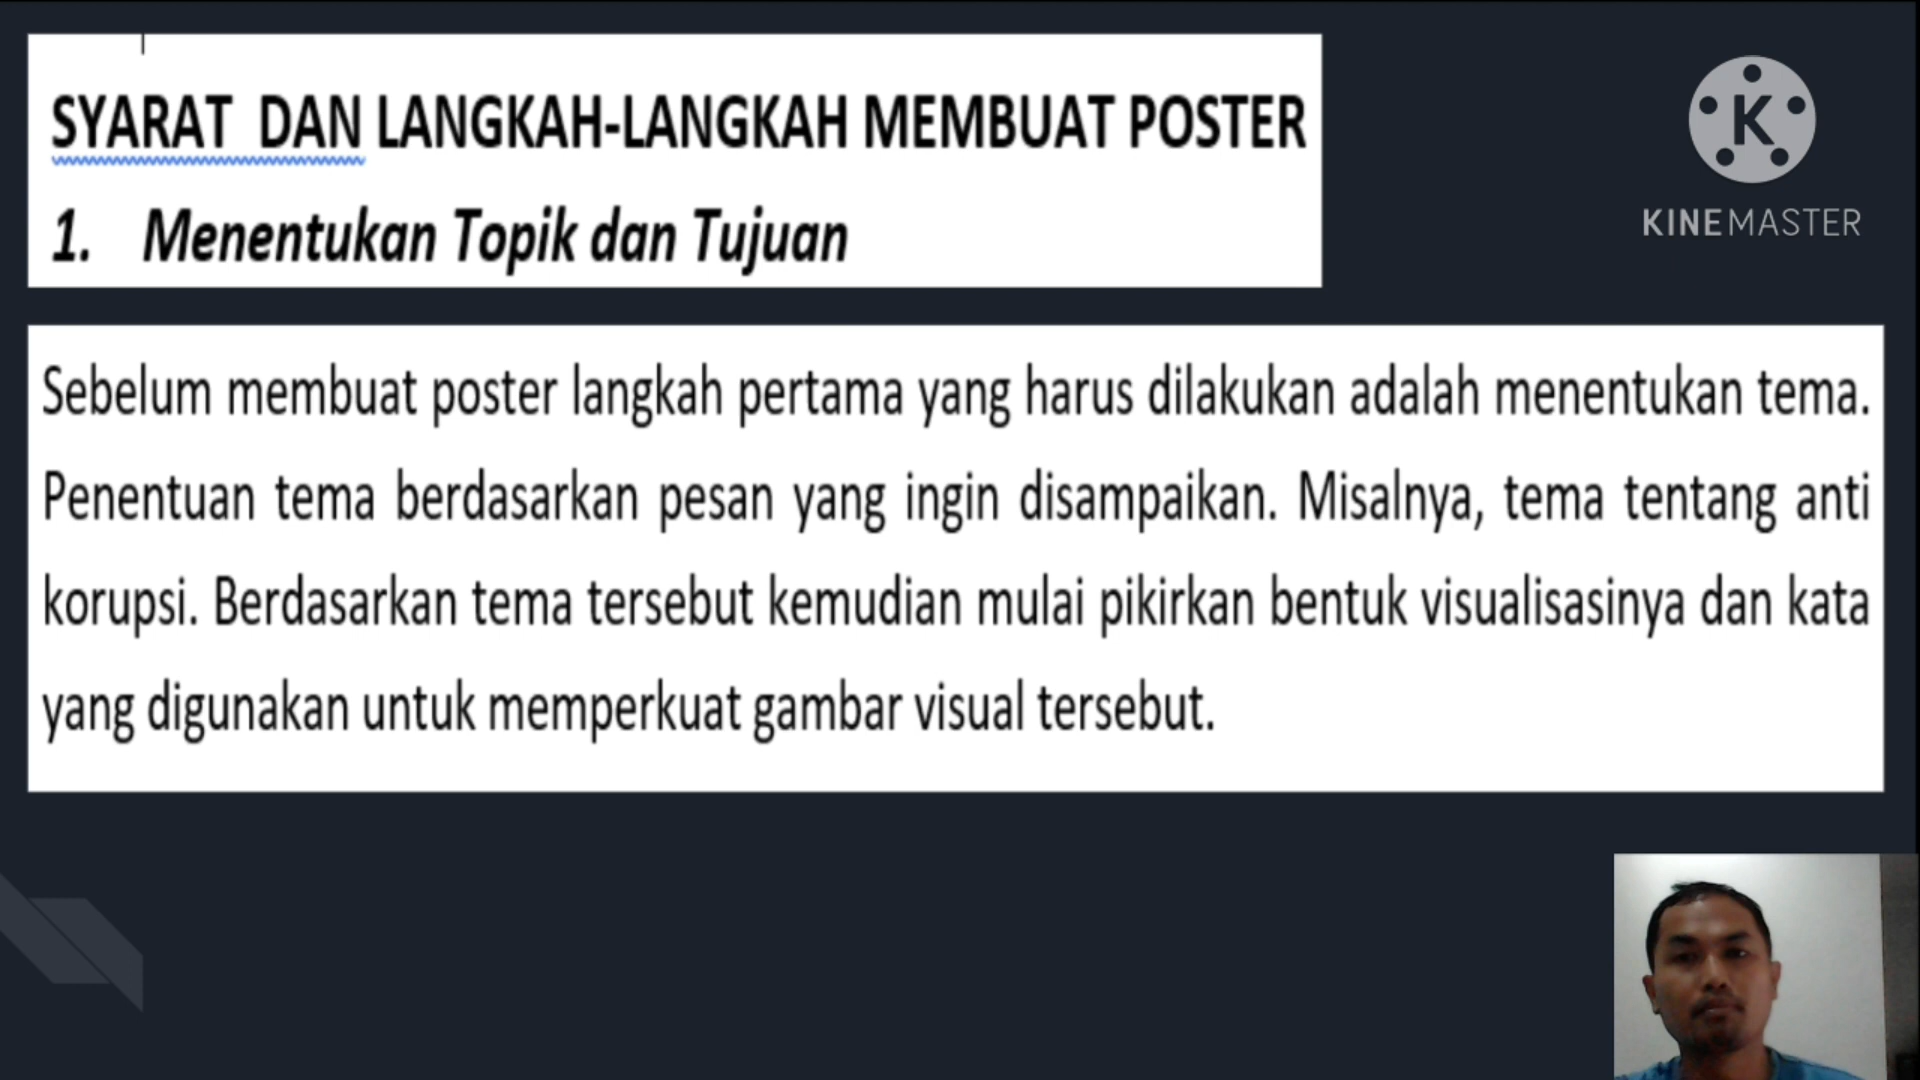 SYARAT  DAN LANGKAH-LANGKAH MEMBUAT POSTER
1. Menentukan Topik dan Tujuan
K
KINEMASTER
Sebelum membuat poster langkah pertama yang harus dilakukan adalah menentukan tema.
Penentuan tema berdasarkan pesan yang ingin disampaikan. Misalnya, tema tentang anti
korupsi. Berdasarkan tema tersebut kemudian mulai pikirkan bentuk visualisasinya dan kata
yang digunakan untuk memperkuat gambar visual tersebut.